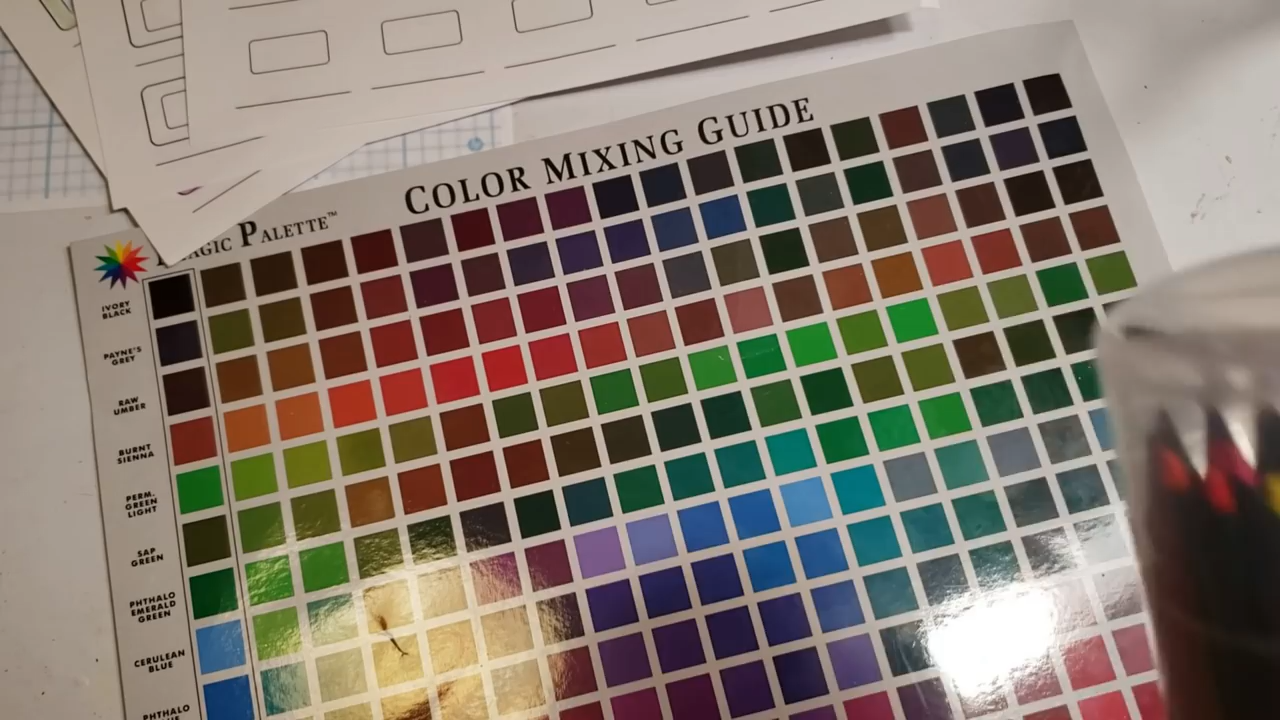 COLOR MIXING GUIDE
PALETTE™
IVORY
BLACK
PAYNE'S
GREY
RAW
UMBER
BURNT
SIENNA
PERM.
GREEN
LIGHT
SAP
GREEN
PHTHALO
EMERALD
GREEN
CERULEAN
BLUE
PHTHALO